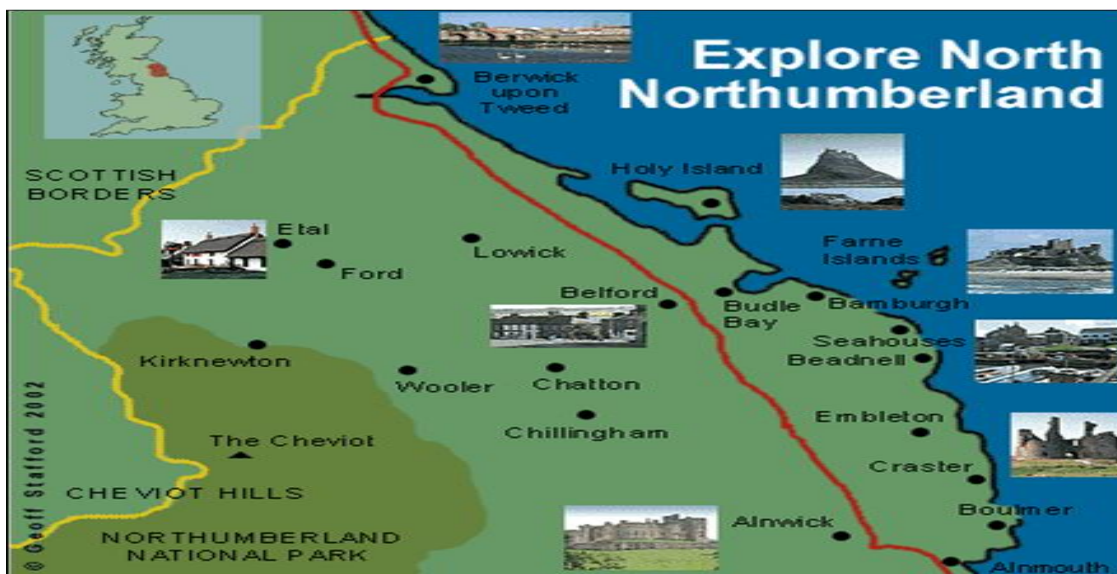 Explore North
Northumberland
Berwick
upon
Tweed
Holy Island
SCOTTISH
BORDERS
Etal
Ford
Lowick
Farne
Islands
Belford
Budle
Bay
Bamburgh
Seahouses
Beadnell
Kirknewton
Wooler
Chatton
Chillingham
Embleton
The Cheviot
Craster
CHEVIOT HILLS
Boulmer
Alnwick
NORTHUMBERLAND
NATIONAL PARK
Alnmouth
© Geoff Stafford 2002